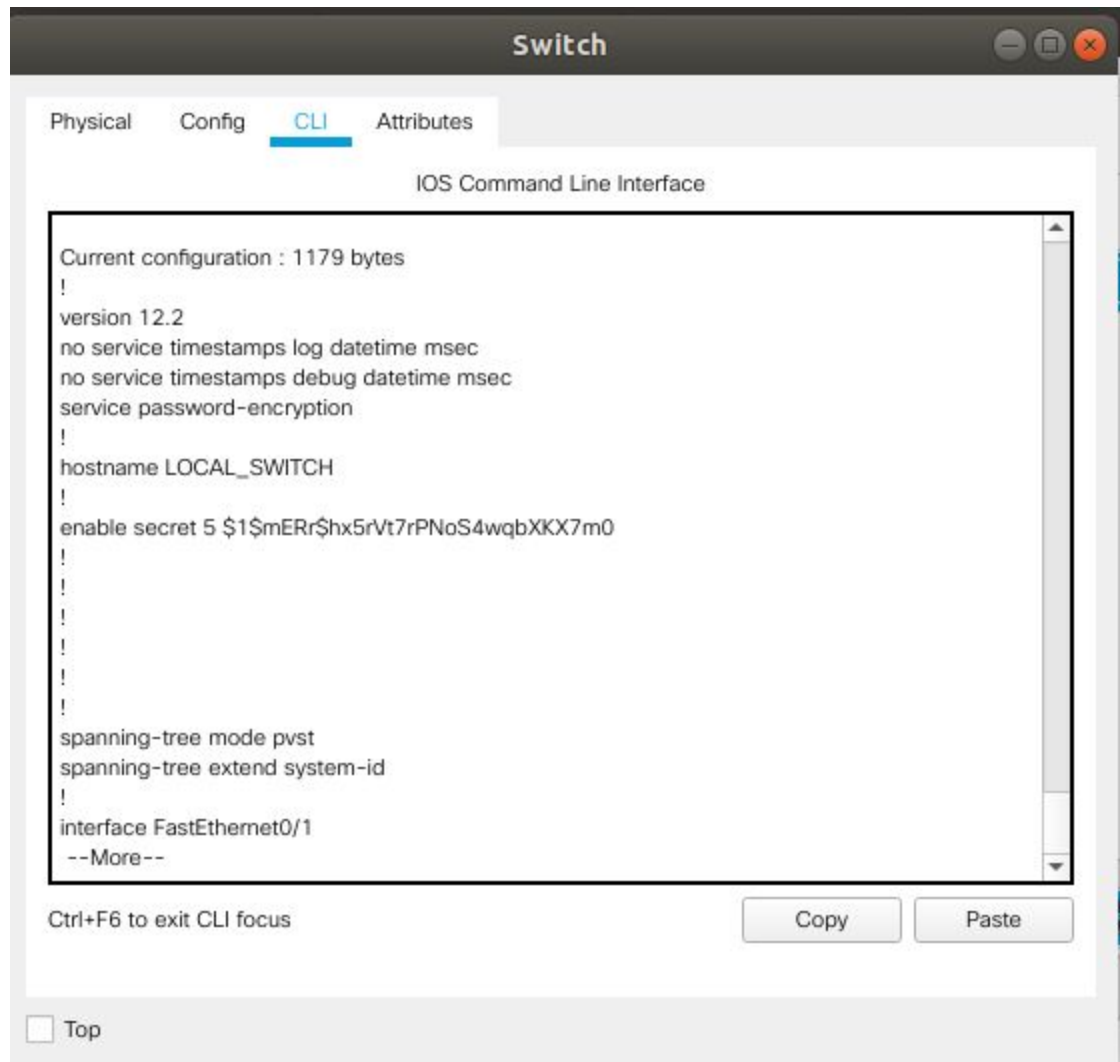 Switch
Physical Config CLI Attributes
IOS Command Line Interface
Current configuration : 1179 bytes
!
version 12.2
no service timestamps log datetime msec
no service timestamps debug datetime msec
service password-encryption
!
hostname LOCAL_SWITCH
!
enable secret 5 $1$mERr$hx5rVt7rPNoS4wqbXKX7m0
!
!
!
!
!
!
spanning-tree mode pvst
spanning-tree extend system-id
!
interface FastEthernet0/1
--More--
Ctrl+F6 to exit CLI focus
Copy Paste
Top